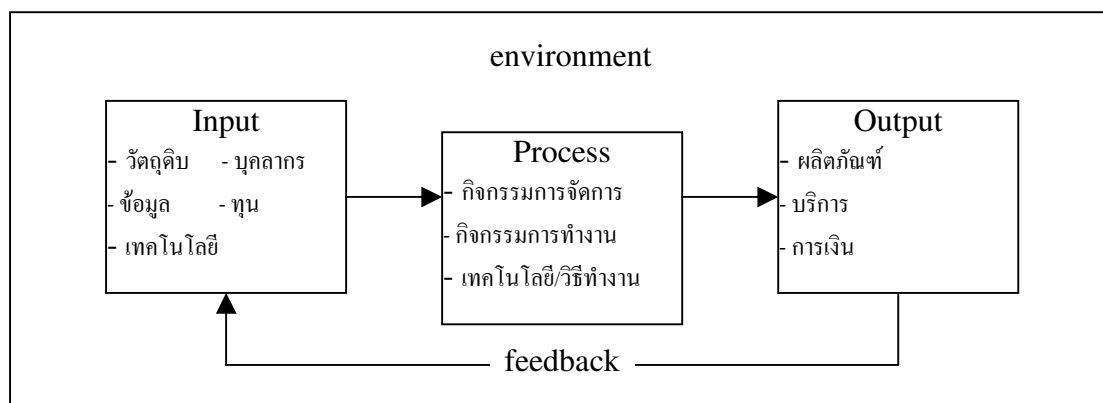 environment
Input
- วัตถุดิบ - บุคลากร
- ข้อมูล - ทุน
- เทคโนโลยี
Process
- กิจกรรมการจัดการ
- กิจกรรมการทำงาน
- เทคโนโลยี/วิธีทำงาน
Output
- ผลิตภัณฑ์
- บริการ
- การเงิน
feedback